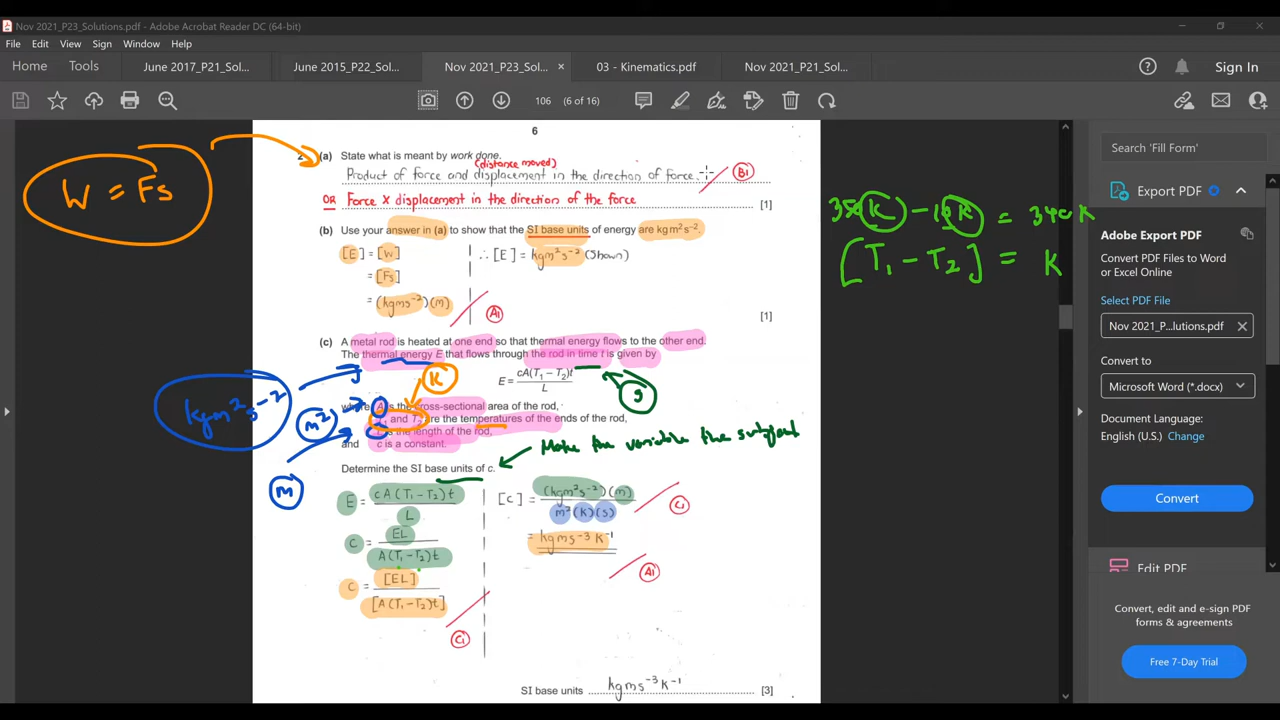 Nov 2021_P23_Solutions.pdf - Adobe Acrobat Reader DC (64-bit)
File Edit View Sign Window Help
Home Tools June 2017_P21_Sol... June 2015_P22_Sol... Nov 2021_P23_Sol... × 03 - Kinematics.pdf Nov 2021_P21_Sol... Sign In
106 (6 of 16)
6
W = Fs
2 (a) State what is meant by work done.
(distance moved)
Product of force and displacement in the direction of force.
B1
OR Force X displacement in the direction of the force
[1]
(b) Use your answer in (a) to show that the SI base units of energy are kg m² s⁻².
[E] = [W]
= [Fs]
= (kgms⁻²)(m)
∴ [E] = kgm²s⁻² (shown)
A1
[1]
= 340K
[T₁ - T₂] = K
(c) A metal rod is heated at one end so that thermal energy flows to the other end.
The thermal energy E that flows through the rod in time t is given by
E = cA(T₁ − T₂)t / L
K
s
kgm²s⁻²
m²
m
where A is the cross-sectional area of the rod,
T₁ and T₂ are the temperatures of the ends of the rod,
L is the length of the rod,
and c is a constant.
Make the variable the subject
Determine the SI base units of c.
E = cA(T₁-T₂)t / L
C = EL / A(T₁-T₂)t
C = [EL] / [A(T₁-T₂)t]
C1
[C] = (kgm²s⁻²)(m) / m²(K)(s)
C1
= kgms⁻³K⁻¹
A1
SI base units kgms⁻³K⁻¹ [3]
Search 'Fill Form'
Export PDF
Adobe Export PDF
Convert PDF Files to Word
or Excel Online
Select PDF File
Nov 2021_P...lutions.pdf ×
Convert to
Microsoft Word (*.docx)
Document Language:
English (U.S.) Change
Convert
Edit PDF
Convert, edit and e-sign PDF
forms & agreements
Free 7-Day Trial